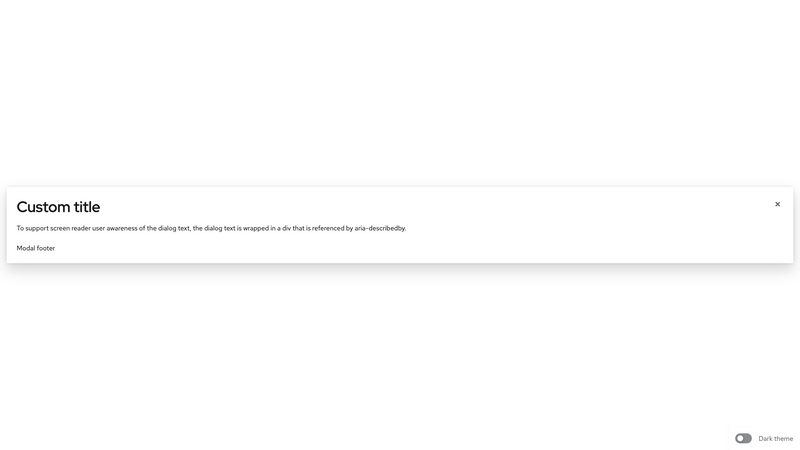 Custom title
To support screen reader user awareness of the dialog text, the dialog text is wrapped in a div that is referenced by aria-describedby.
Modal footer
Dark theme